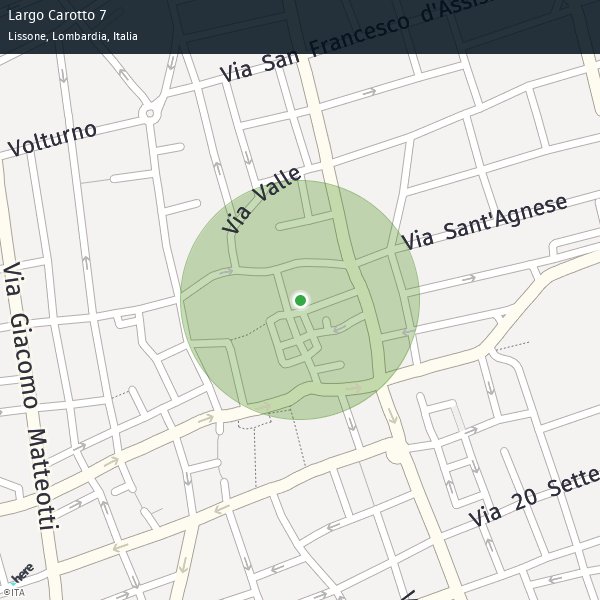 Largo Carotto 7
Lissone, Lombardia, Italia
Via San Francesco d'Assisi
Volturno
Via Valle
Via Sant'Agnese
Via Giacomo Matteotti
Via 20 Sette
here
©ITA